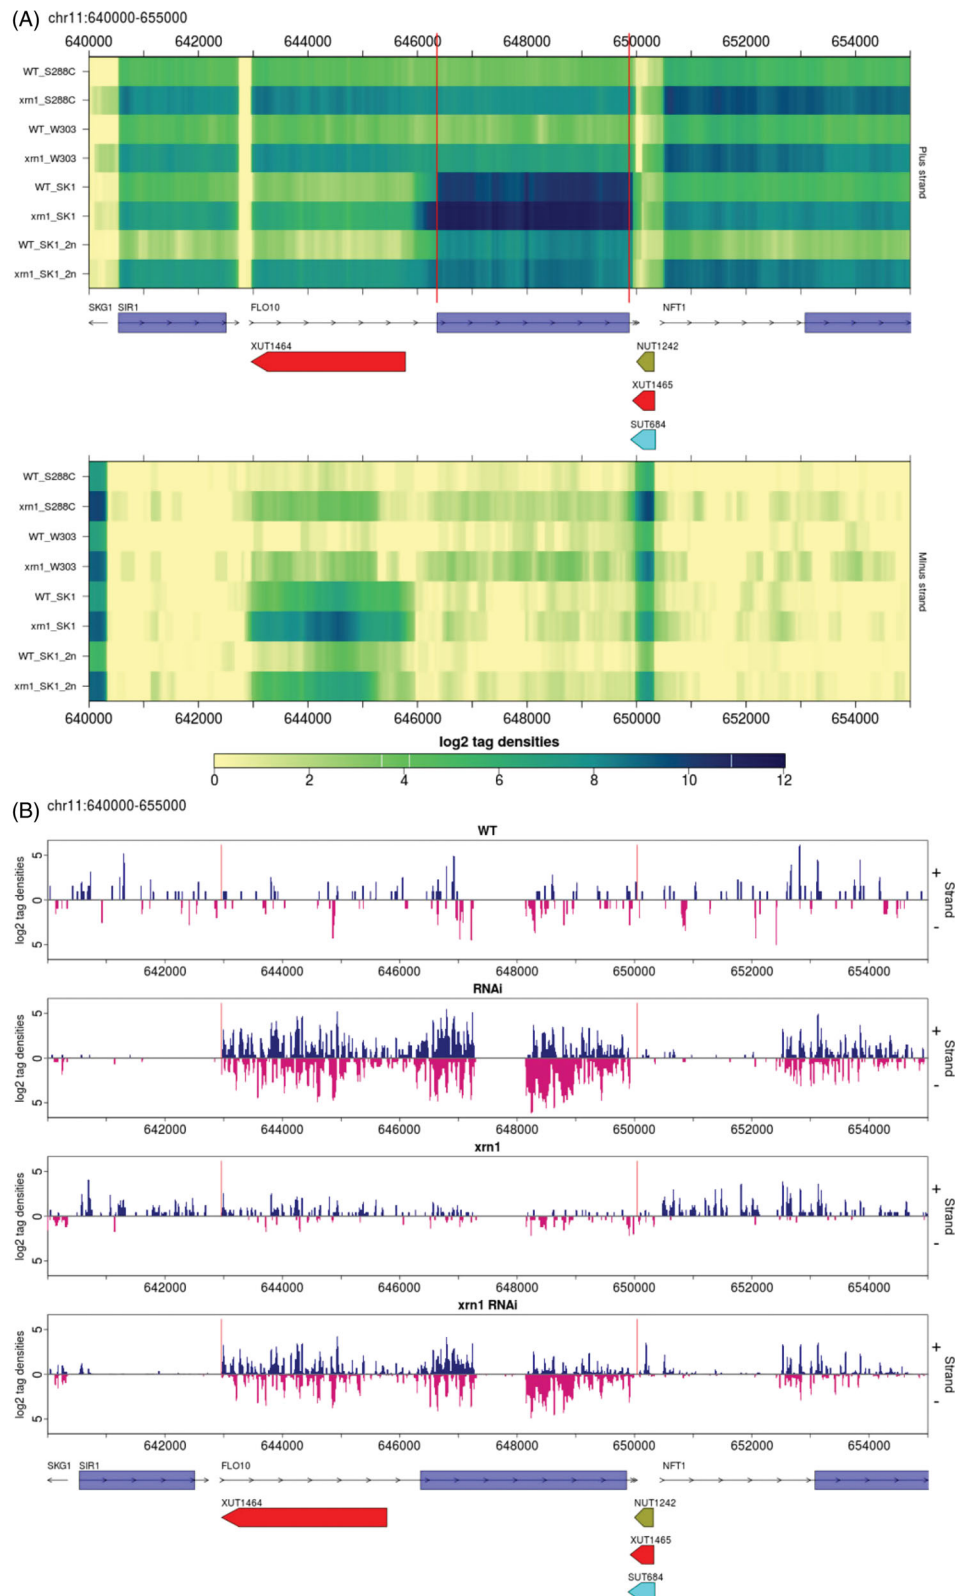 (A) chr11:640000-655000
640000 642000 644000 646000 648000 650000 652000 654000
WT_S288C
xrn1_S288C
WT_W303
xrn1_W303
WT_SK1
xrn1_SK1
WT_SK1_2n
xrn1_SK1_2n
Plus strand
SKG1 SIR1 FLO10 NFT1
XUT1464 NUT1242
XUT1465
SUT684
WT_S288C
xrn1_S288C
WT_W303
xrn1_W303
WT_SK1
xrn1_SK1
WT_SK1_2n
xrn1_SK1_2n
Minus strand
640000 642000 644000 646000 648000 650000 652000 654000
log2 tag densities
0 2 4 6 8 10 12
(B) chr11:640000-655000
WT
log2 tag densities
5 0 5
+ Strand -
642000 644000 646000 648000 650000 652000 654000
RNAi
log2 tag densities
5 0 5
+ Strand -
642000 644000 646000 648000 650000 652000 654000
xrn1
log2 tag densities
5 0 5
+ Strand -
642000 644000 646000 648000 650000 652000 654000
xrn1 RNAi
log2 tag densities
5 0 5
+ Strand -
642000 644000 646000 648000 650000 652000 654000
SKG1 SIR1 FLO10 NFT1
XUT1464 NUT1242
XUT1465
SUT684